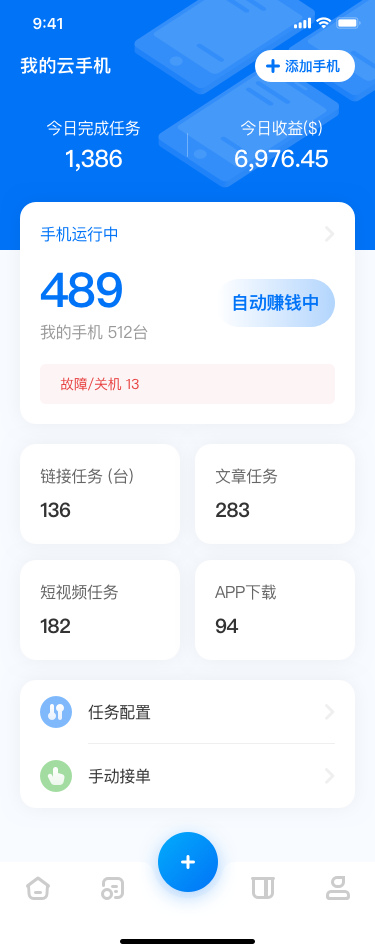 9:41
我的云手机
添加手机
今日完成任务
今日收益($)
1,386
6,976.45
手机运行中
489
自动赚钱中
我的手机 512台
故障/关机 13
链接任务 (台)
文章任务
136
283
短视频任务
APP下载
182
94
任务配置
手动接单